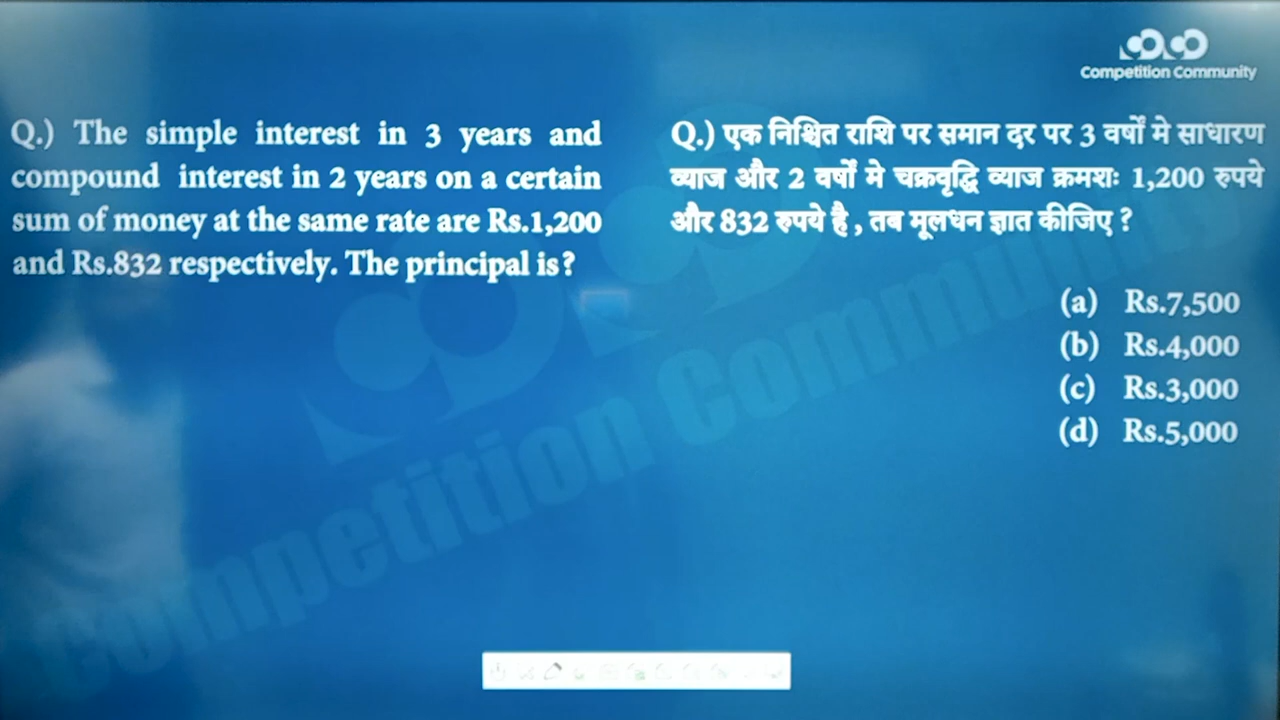 Competition Community
Q.) The simple interest in 3 years and
compound interest in 2 years on a certain
sum of money at the same rate are Rs.1,200
and Rs.832 respectively. The principal is?
Q.) एक निश्चित राशि पर समान दर पर 3 वर्षों मे साधारण
ब्याज और 2 वर्षों मे चक्रवृद्धि ब्याज क्रमशः 1,200 रुपये
और 832 रुपये है, तब मूलधन ज्ञात कीजिए ?
(a) Rs.7,500
(b) Rs.4,000
(c) Rs.3,000
(d) Rs.5,000
Competition Community